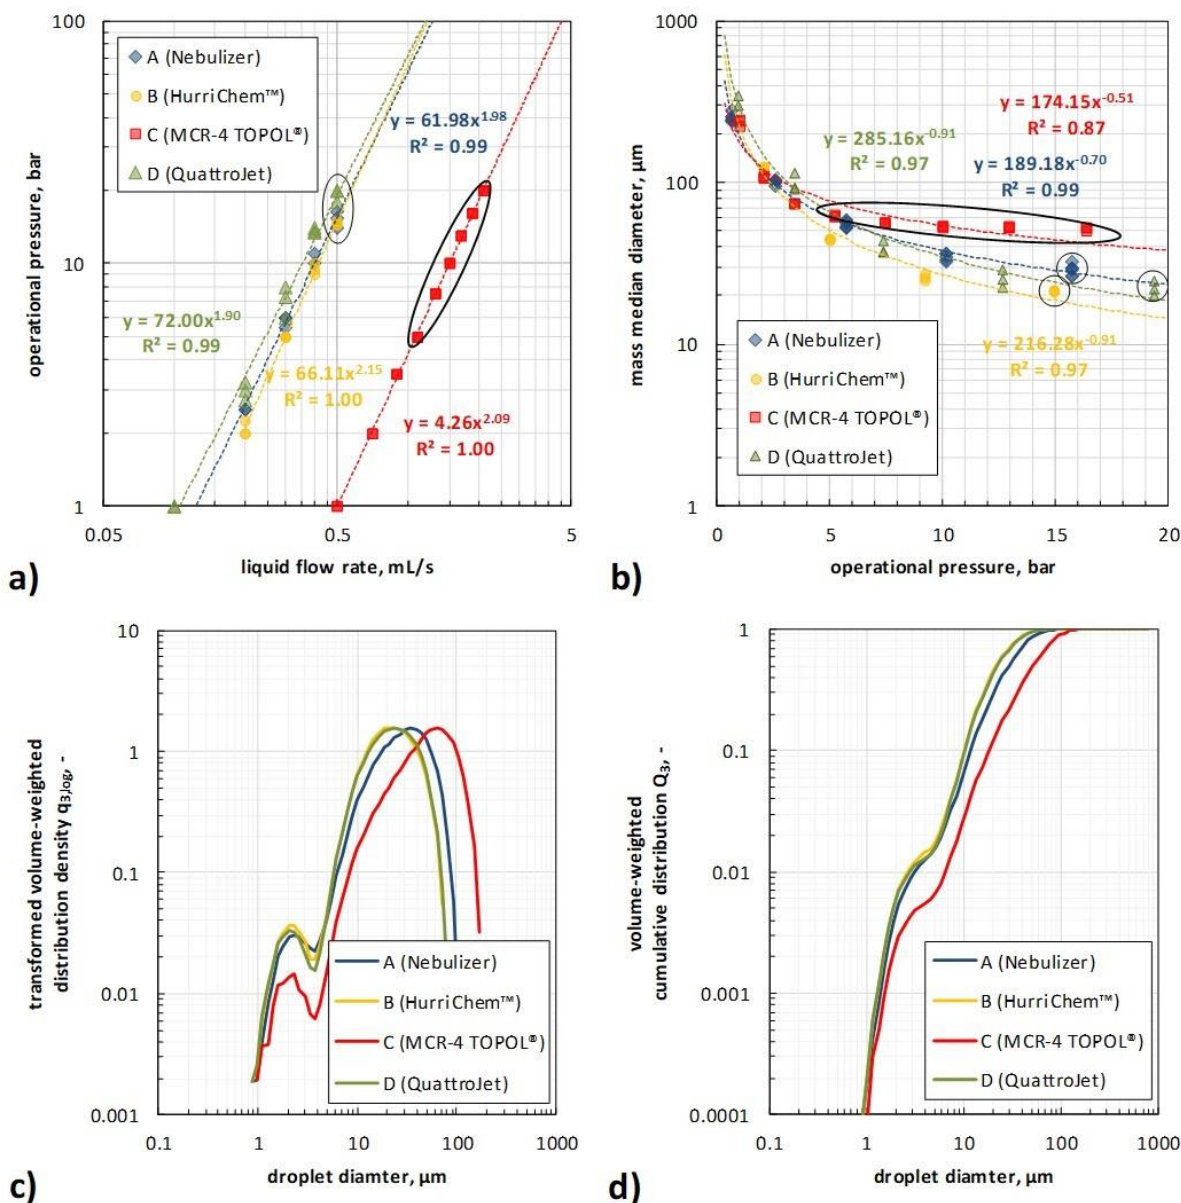 100
10
1
operational pressure, bar
A (Nebulizer)
B (HurriChem™)
C (MCR-4 TOPOL®)
D (QuattroJet)
y = 61.98x^1.98
R² = 0.99
y = 72.00x^1.90
R² = 0.99
y = 66.11x^2.15
R² = 1.00
y = 4.26x^2.09
R² = 1.00
0.05
0.5
5
liquid flow rate, mL/s
a)
1000
100
10
1
mass median diameter, µm
y = 174.15x^-0.51
R² = 0.87
y = 285.16x^-0.91
R² = 0.97
y = 189.18x^-0.70
R² = 0.99
y = 216.28x^-0.91
R² = 0.97
A (Nebulizer)
B (HurriChem™)
C (MCR-4 TOPOL®)
D (QuattroJet)
0
5
10
15
20
operational pressure, bar
b)
10
1
0.1
0.01
0.001
transformed volume-weighted
distribution density q3,log, -
A (Nebulizer)
B (HurriChem™)
C (MCR-4 TOPOL®)
D (QuattroJet)
0.1
1
10
100
1000
droplet diamter, µm
c)
1
0.1
0.01
0.001
0.0001
volume-weighted
cumulative distribution Q3, -
A (Nebulizer)
B (HurriChem™)
C (MCR-4 TOPOL®)
D (QuattroJet)
0.1
1
10
100
1000
droplet diamter, µm
d)